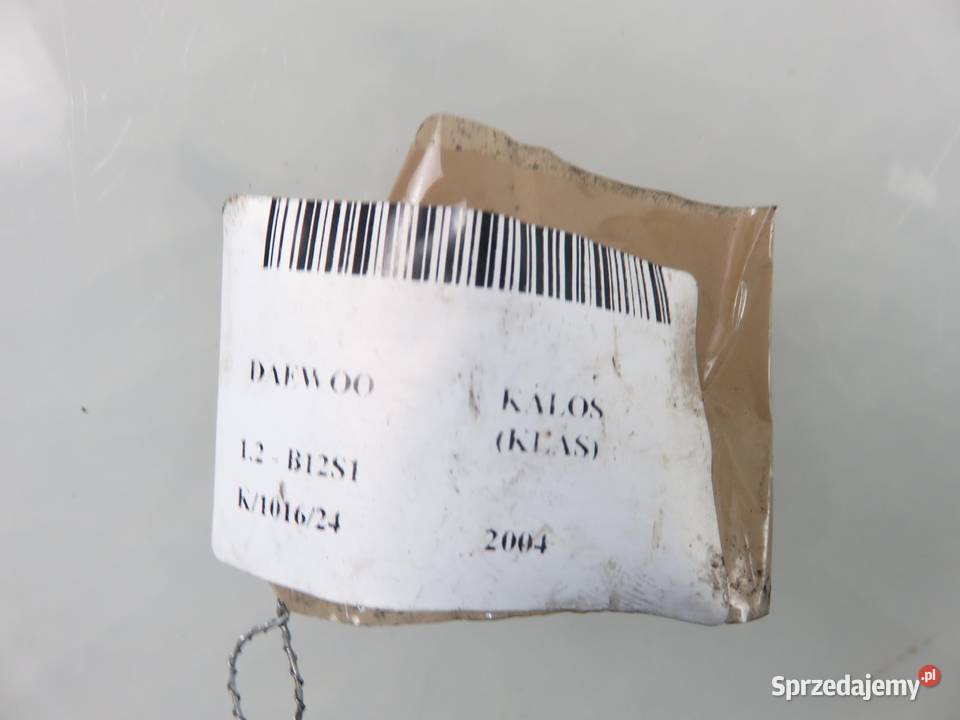 DAEWOO
KALOS
(KLAS)
1.2 - B12S1
K/1016/24
2004
Sprzedajemy.pl